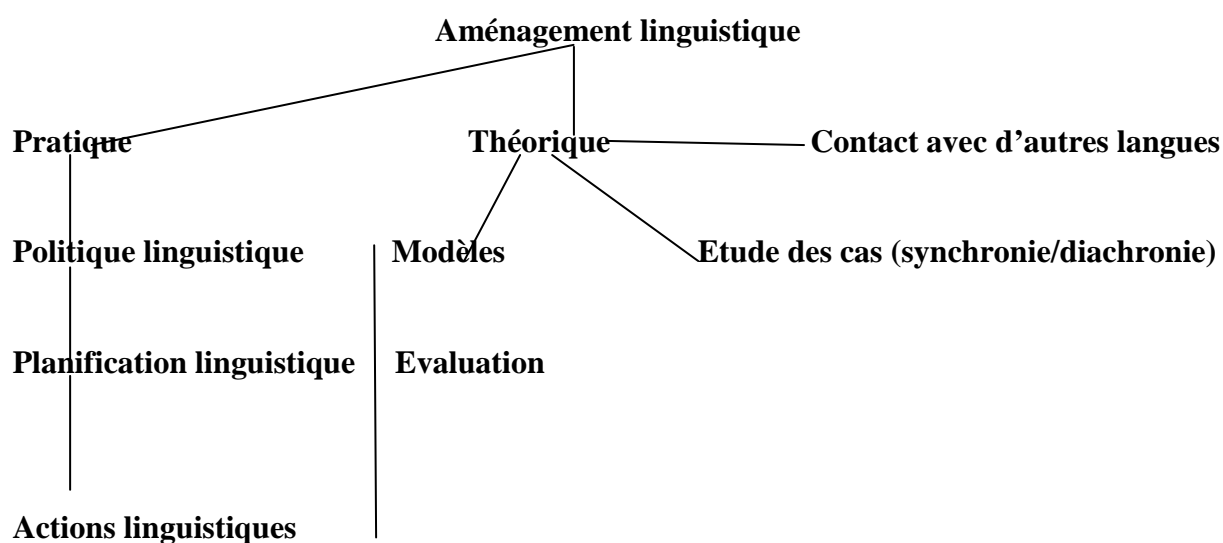 Aménagement linguistique
Pratique Théorique Contact avec d'autres langues
Politique linguistique Modèles Etude des cas (synchronie/diachronie)
Planification linguistique Evaluation
Actions linguistiques